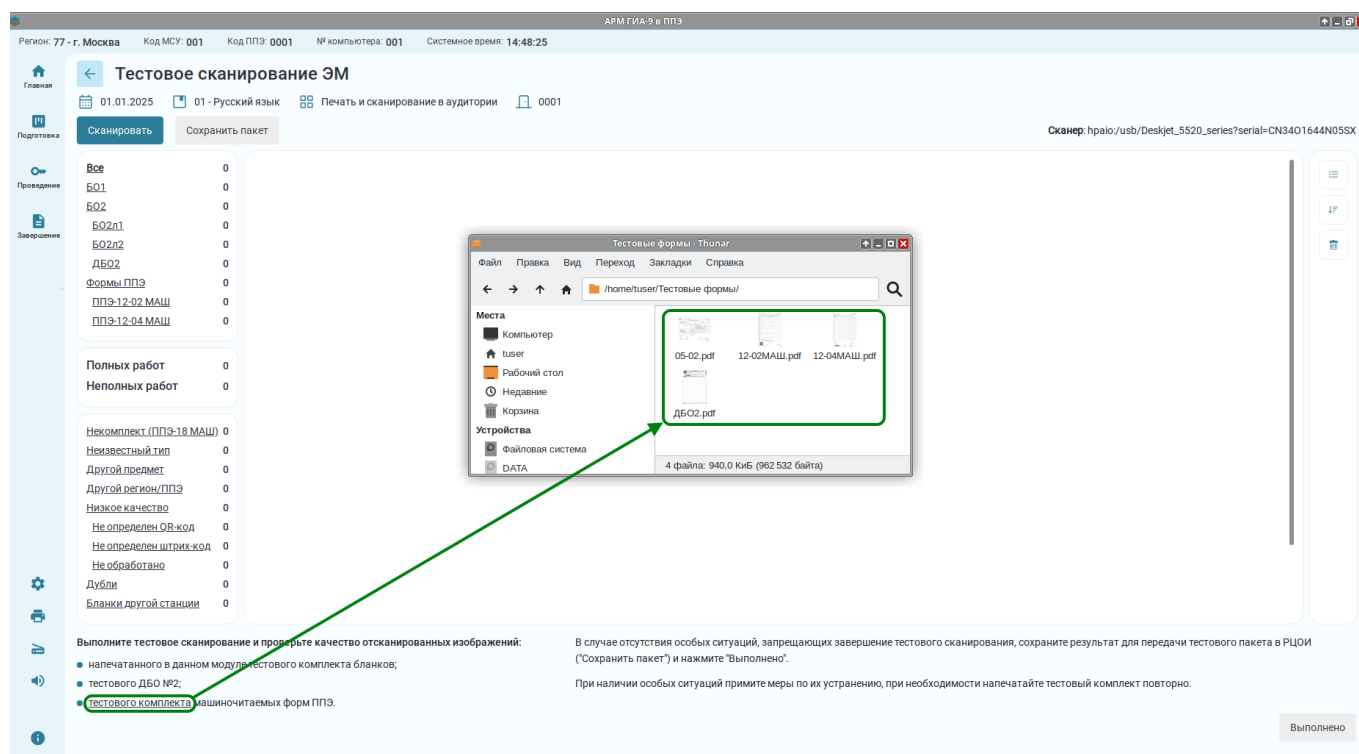 АРМ ГИА-9 в ППЭ
Регион: 77 - г. Москва Код МСУ: 001 Код ППЭ: 0001 № компьютера: 001 Системное время: 14:48:25
Главная
Подготовка
Проведение
Завершение
Тестовое сканирование ЭМ
01.01.2025 01 - Русский язык Печать и сканирование в аудитории 0001
Сканировать Сохранить пакет
Сканер: hpaio:/usb/Deskjet_5520_series?serial=CN34O1644N05SX
Все 0
БО1 0
БО2 0
БО2л1 0
БО2л2 0
ДБО2 0
Формы ППЭ 0
ППЭ-12-02 МАШ 0
ППЭ-12-04 МАШ 0
Полных работ 0
Неполных работ 0
Некомплект (ППЭ-18 МАШ) 0
Неизвестный тип 0
Другой предмет 0
Другой регион/ППЭ 0
Низкое качество 0
Не определен QR-код 0
Не определен штрих-код 0
Не обработано 0
Дубли 0
Бланки другой станции 0
Тестовые формы - Thunar
Файл Правка Вид Переход Закладки Справка
/home/tuser/Тестовые формы/
Места
Компьютер
tuser
Рабочий стол
Недавние
Корзина
Устройства
Файловая система
DATA
05-02.pdf 12-02МАШ.pdf 12-04МАШ.pdf
ДБО2.pdf
4 файла: 940,0 КиБ (962 532 байта)
Выполните тестовое сканирование и проверьте качество отсканированных изображений:
напечатанного в данном модуле тестового комплекта бланков;
тестового ДБО №2;
тестового комплекта машиночитаемых форм ППЭ.
В случае отсутствия особых ситуаций, запрещающих завершение тестового сканирования, сохраните результат для передачи тестового пакета в РЦОИ
("Сохранить пакет") и нажмите "Выполнено".
При наличии особых ситуаций примите меры по их устранению, при необходимости напечатайте тестовый комплект повторно.
Выполнено